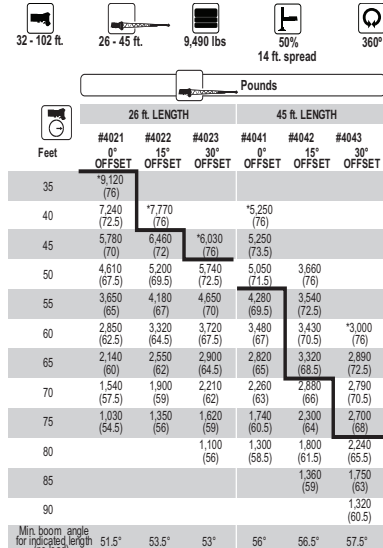 32 - 102 ft. 26 - 45 ft. 9,490 lbs 50% 360°
14 ft. spread
Pounds
26 ft. LENGTH 45 ft. LENGTH
#4021 #4022 #4023 #4041 #4042 #4043
Feet 0° 15° 30° 0° 15° 30°
OFFSET OFFSET OFFSET OFFSET OFFSET OFFSET
35 *9,120
(76)
40 7,240 *7,770 *5,250
(72.5) (76) (76)
45 5,780 6,460 *6,030 5,250
(70) (72) (76) (73.5)
50 4,610 5,200 5,740 5,050 3,660
(67.5) (69.5) (72.5) (71.5) (76)
55 3,650 4,180 4,650 4,280 3,540
(65) (67) (70) (69.5) (72.5)
60 2,850 3,320 3,720 3,480 3,430 *3,000
(62.5) (64.5) (67.5) (67) (70.5) (76)
65 2,140 2,550 2,900 2,820 3,320 2,890
(60) (62) (64.5) (65) (68.5) (72.5)
70 1,540 1,900 2,210 2,260 2,880 2,790
(57.5) (59) (62) (63) (66) (70.5)
75 1,030 1,350 1,620 1,740 2,300 2,700
(54.5) (56) (59) (60.5) (64) (68)
80 1,100 1,300 1,800 2,240
(56) (58.5) (61.5) (65.5)
85 1,360 1,750
(59) (63)
90 1,320
(60.5)
Min. boom angle
for indicated length 51.5° 53.5° 53° 56° 56.5° 57.5°